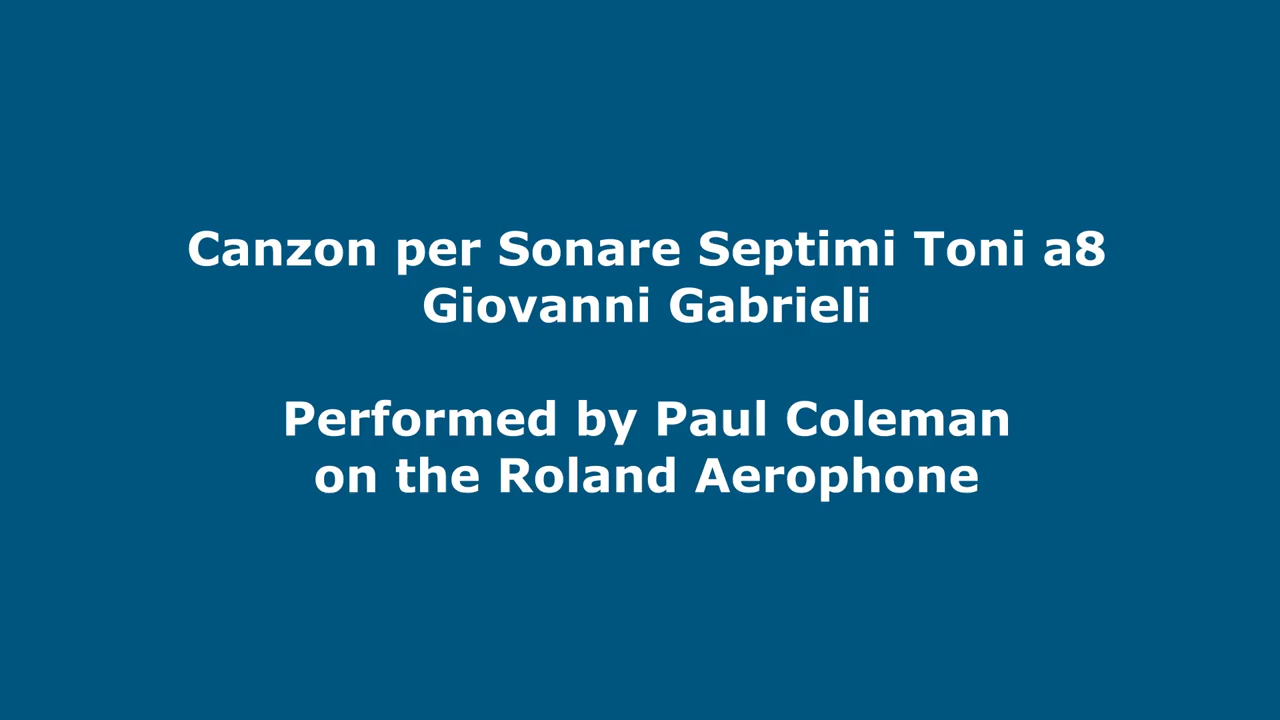 Canzon per Sonare Septimi Toni a8
Giovanni Gabrieli
Performed by Paul Coleman
on the Roland Aerophone